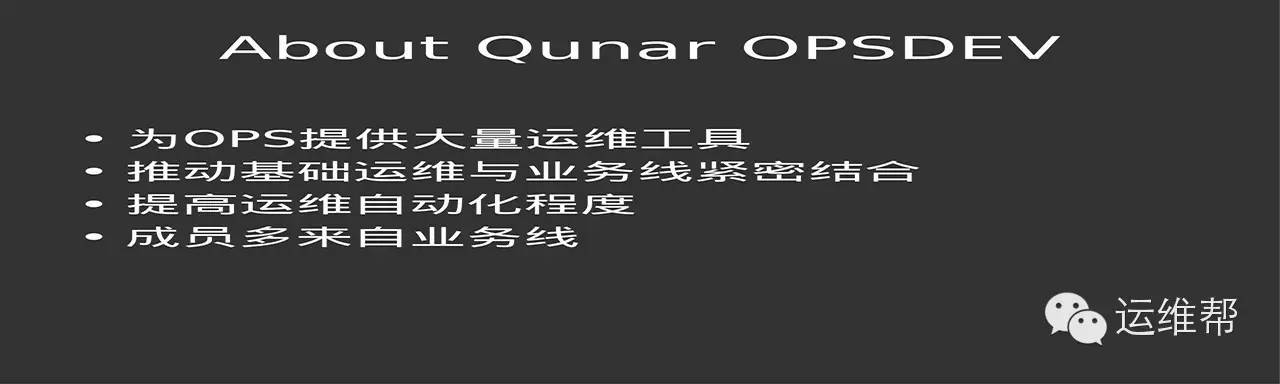 About Qunar OPSDEV
• 为OPS提供大量运维工具
• 推动基础运维与业务线紧密结合
• 提高运维自动化程度
• 成员多来自业务线
运维帮